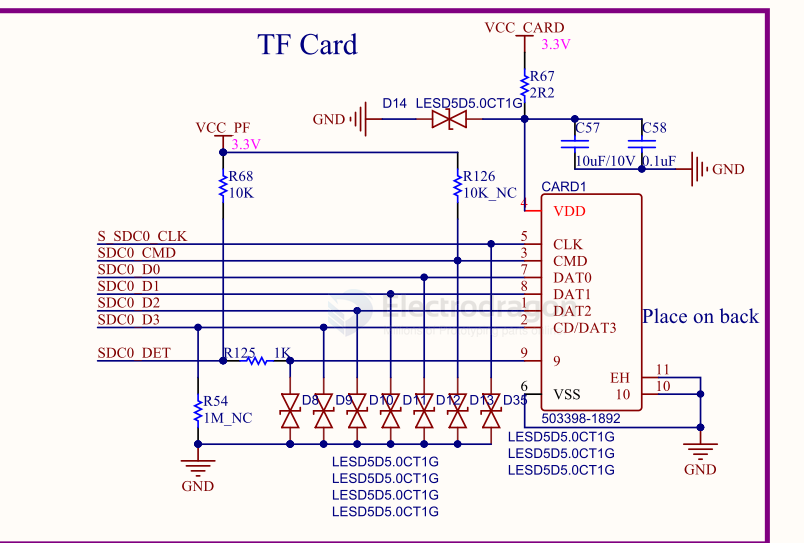 TF Card
VCC_CARD
3.3V
R67
2R2
D14 LESD5D5.0CT1G
GND
C57
C58
10uF/10V
0.1uF
GND
VCC_PF
3.3V
R68
10K
R126
10K_NC
CARD1
4
VDD
S_SDC0_CLK
5
CLK
SDC0_CMD
3
CMD
SDC0_D0
7
DAT0
SDC0_D1
8
DAT1
SDC0_D2
1
DAT2
SDC0_D3
2
CD/DAT3
Electrodragon
Place on back
SDC0_DET
R125
1K
9
9
EH
11
10
10
6
VSS
R54
1M_NC
D8
D9
D10
D11
D12
D13
D35
503398-1892
LESD5D5.0CT1G
LESD5D5.0CT1G
LESD5D5.0CT1G
LESD5D5.0CT1G
LESD5D5.0CT1G
LESD5D5.0CT1G
LESD5D5.0CT1G
GND
GND